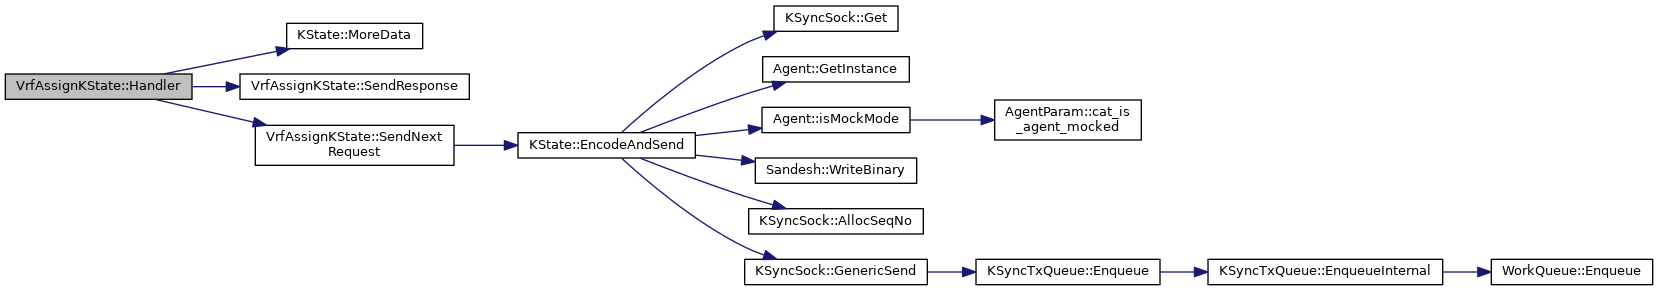 VrfAssignKState::Handler
KState::MoreData
VrfAssignKState::SendResponse
VrfAssignKState::SendNext
Request
KState::EncodeAndSend
KSyncSock::Get
Agent::GetInstance
Agent::isMockMode
AgentParam::cat_is
_agent_mocked
Sandesh::WriteBinary
KSyncSock::AllocSeqNo
KSyncSock::GenericSend
KSyncTxQueue::Enqueue
KSyncTxQueue::EnqueueInternal
WorkQueue::Enqueue